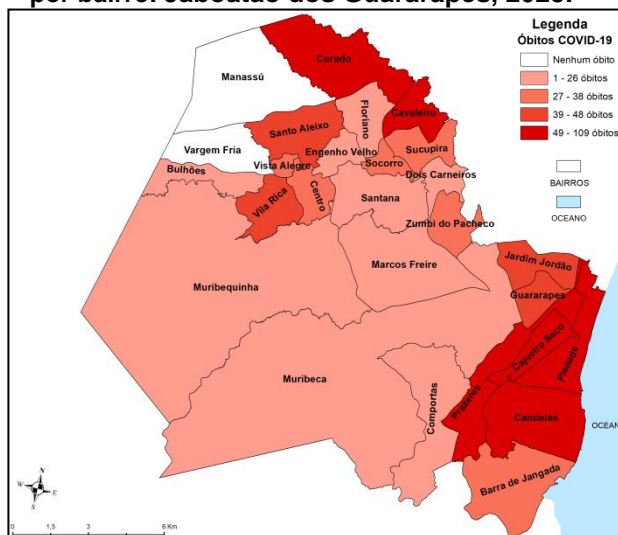 por bairro. Jaboatão dos Guararapes, 2020.
Legenda
Óbitos COVID-19
Nenhum óbito
1 - 26 óbitos
27 - 38 óbitos
39 - 48 óbitos
49 - 109 óbitos
BAIRROS
OCEANO
Curado
Manassú
Floriano
Cavaleiro
Santo Aleixo
Vargem Fria
Engenho Velho
Sucupira
Vista Alegre
Socorro
Bulhões
Dois Carneiros
Vila Rica
Centro
Santana
Zumbi do Pacheco
Marcos Freire
Jardim Jordão
Muribequinha
Guararapes
Cajueiro Seco
Piedade
Muribeca
Comportas
Prazeres
Candeias
OCEANO
Barra de Jangada
N
W
E
S
0 1,5 3 6 Km